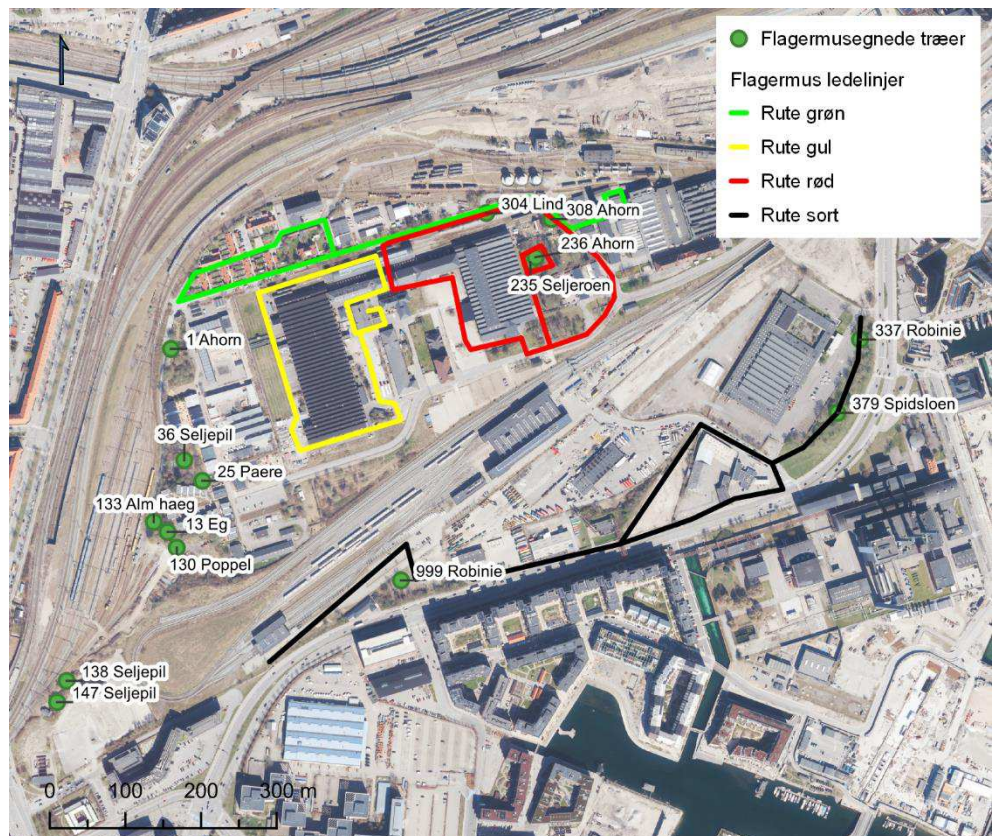 Flagermusegnede træer
Flagermus ledelinjer
Rute grøn
Rute gul
Rute rød
Rute sort
304 Lind
308 Ahorn
236 Ahorn
235 Seljeroen
1 Ahorn
337 Robinie
379 Spidsloen
36 Seljepil
25 Paere
133 Alm haeg
13 Eg
130 Poppel
999 Robinie
138 Seljepil
147 Seljepil
0 100 200 300 m